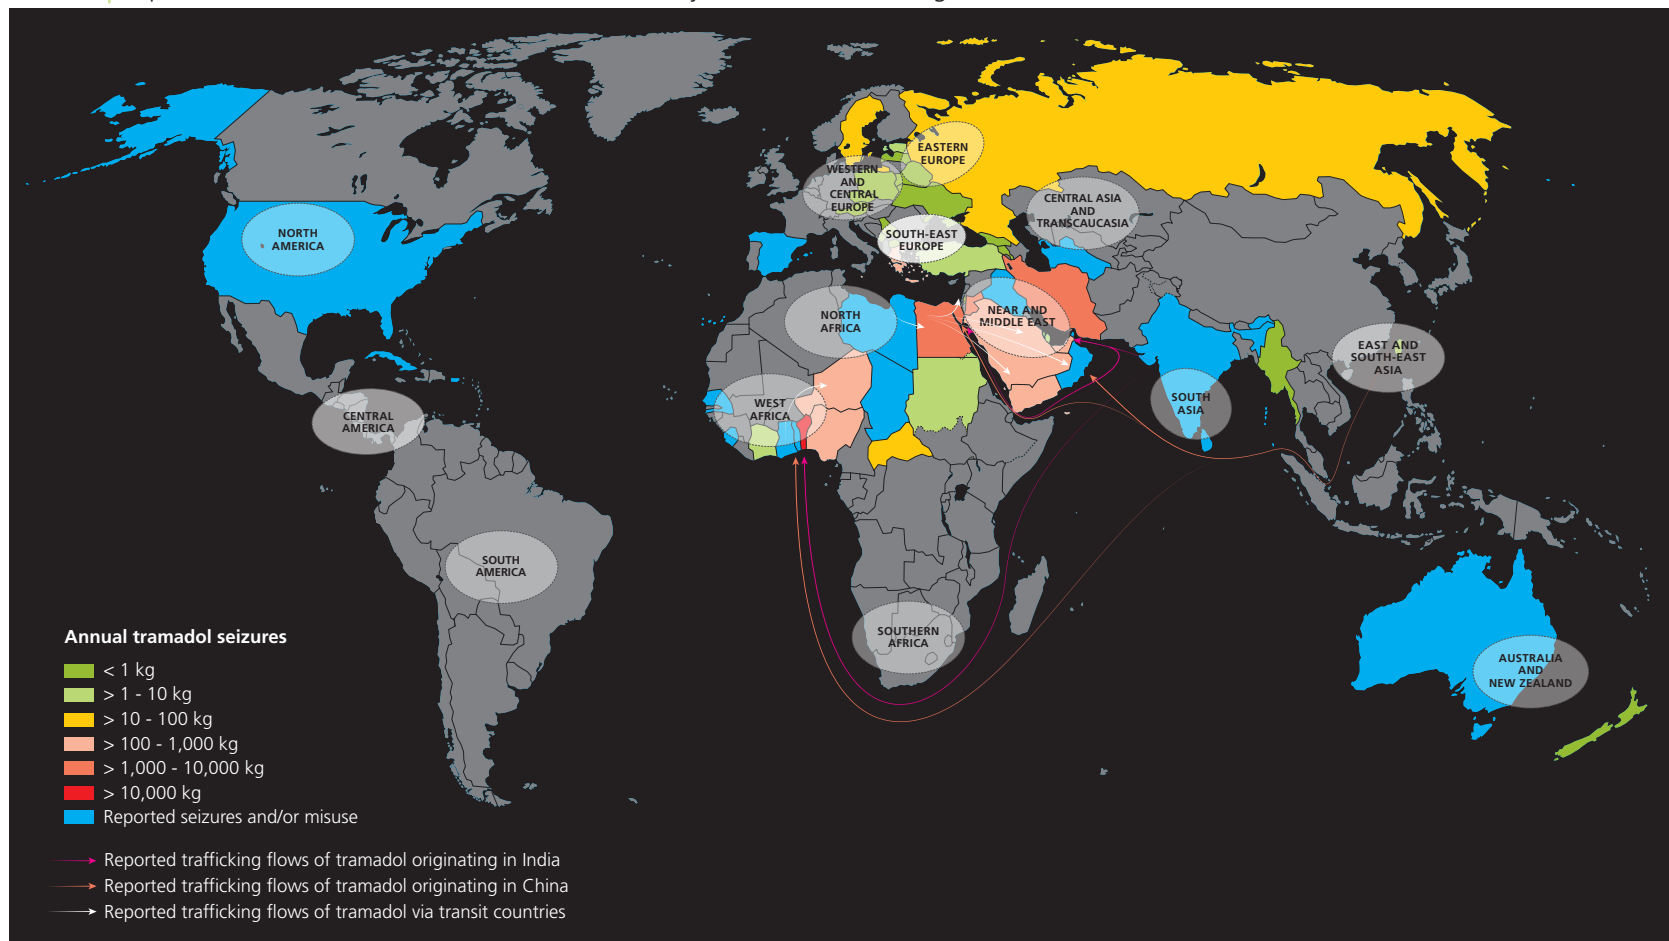 EASTERN
EUROPE
WESTERN
AND
CENTRAL
EUROPE
CENTRAL ASIA
AND
TRANSCAUCASIA
NORTH
AMERICA
SOUTH-EAST
EUROPE
NORTH
AFRICA
NEAR AND
MIDDLE EAST
EAST AND
SOUTH-EAST
ASIA
WEST
AFRICA
SOUTH
ASIA
CENTRAL
AMERICA
SOUTH
AMERICA
SOUTHERN
AFRICA
AUSTRALIA
AND
NEW ZEALAND
Annual tramadol seizures
< 1 kg
> 1 - 10 kg
> 10 - 100 kg
> 100 - 1,000 kg
> 1,000 - 10,000 kg
> 10,000 kg
Reported seizures and/or misuse
Reported trafficking flows of tramadol originating in India
Reported trafficking flows of tramadol originating in China
Reported trafficking flows of tramadol via transit countries